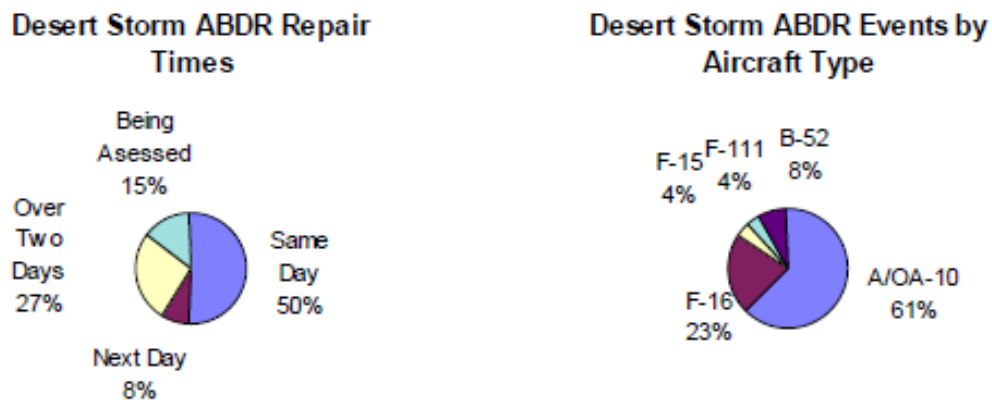 Desert Storm ABDR Repair
Times
Being
Asessed
15%
Over
Two
Days
27%
Same
Day
50%
Next Day
8%
Desert Storm ABDR Events by
Aircraft Type
F-15
4%
F-111
4%
B-52
8%
F-16
23%
A/OA-10
61%